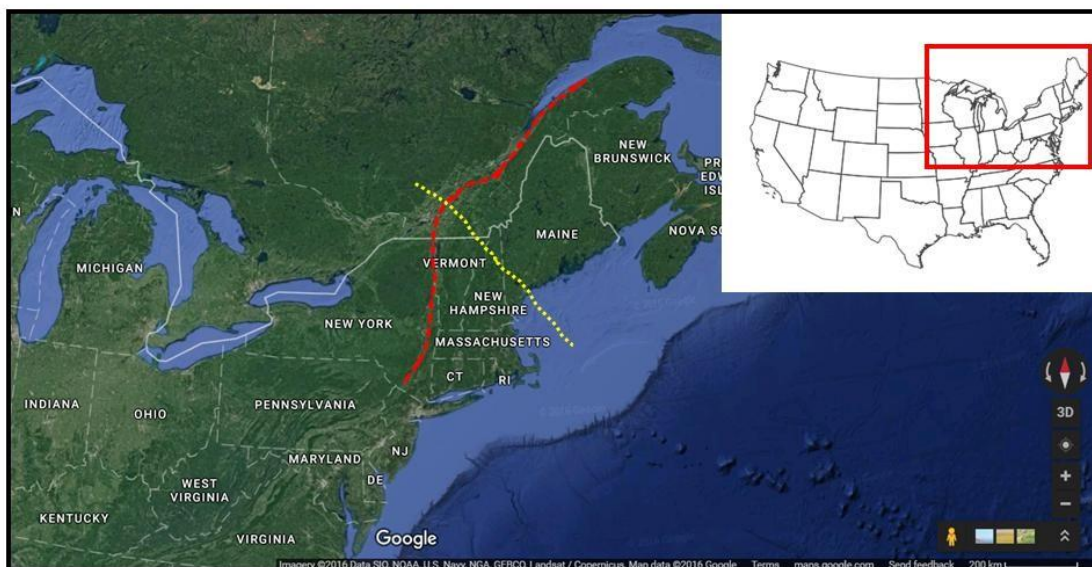 NEW
BRUNSWICK
PR
EDW
ISL
N
MAINE
NOVA SC
MICHIGAN
VERMONT
NEW
HAMPSHIRE
NEW YORK
MASSACHUSETTS
CT
RI
3D
PENNSYLVANIA
INDIANA
OHIO
NJ
MARYLAND
DE
WEST
VIRGINIA
KENTUCKY
VIRGINIA
Google
Imagery ©2016 Data SIO, NOAA, U.S. Navy, NGA, GEBCO, Landsat / Copernicus, Map data ©2016 Google Terms maps.google.com Send feedback 200 km